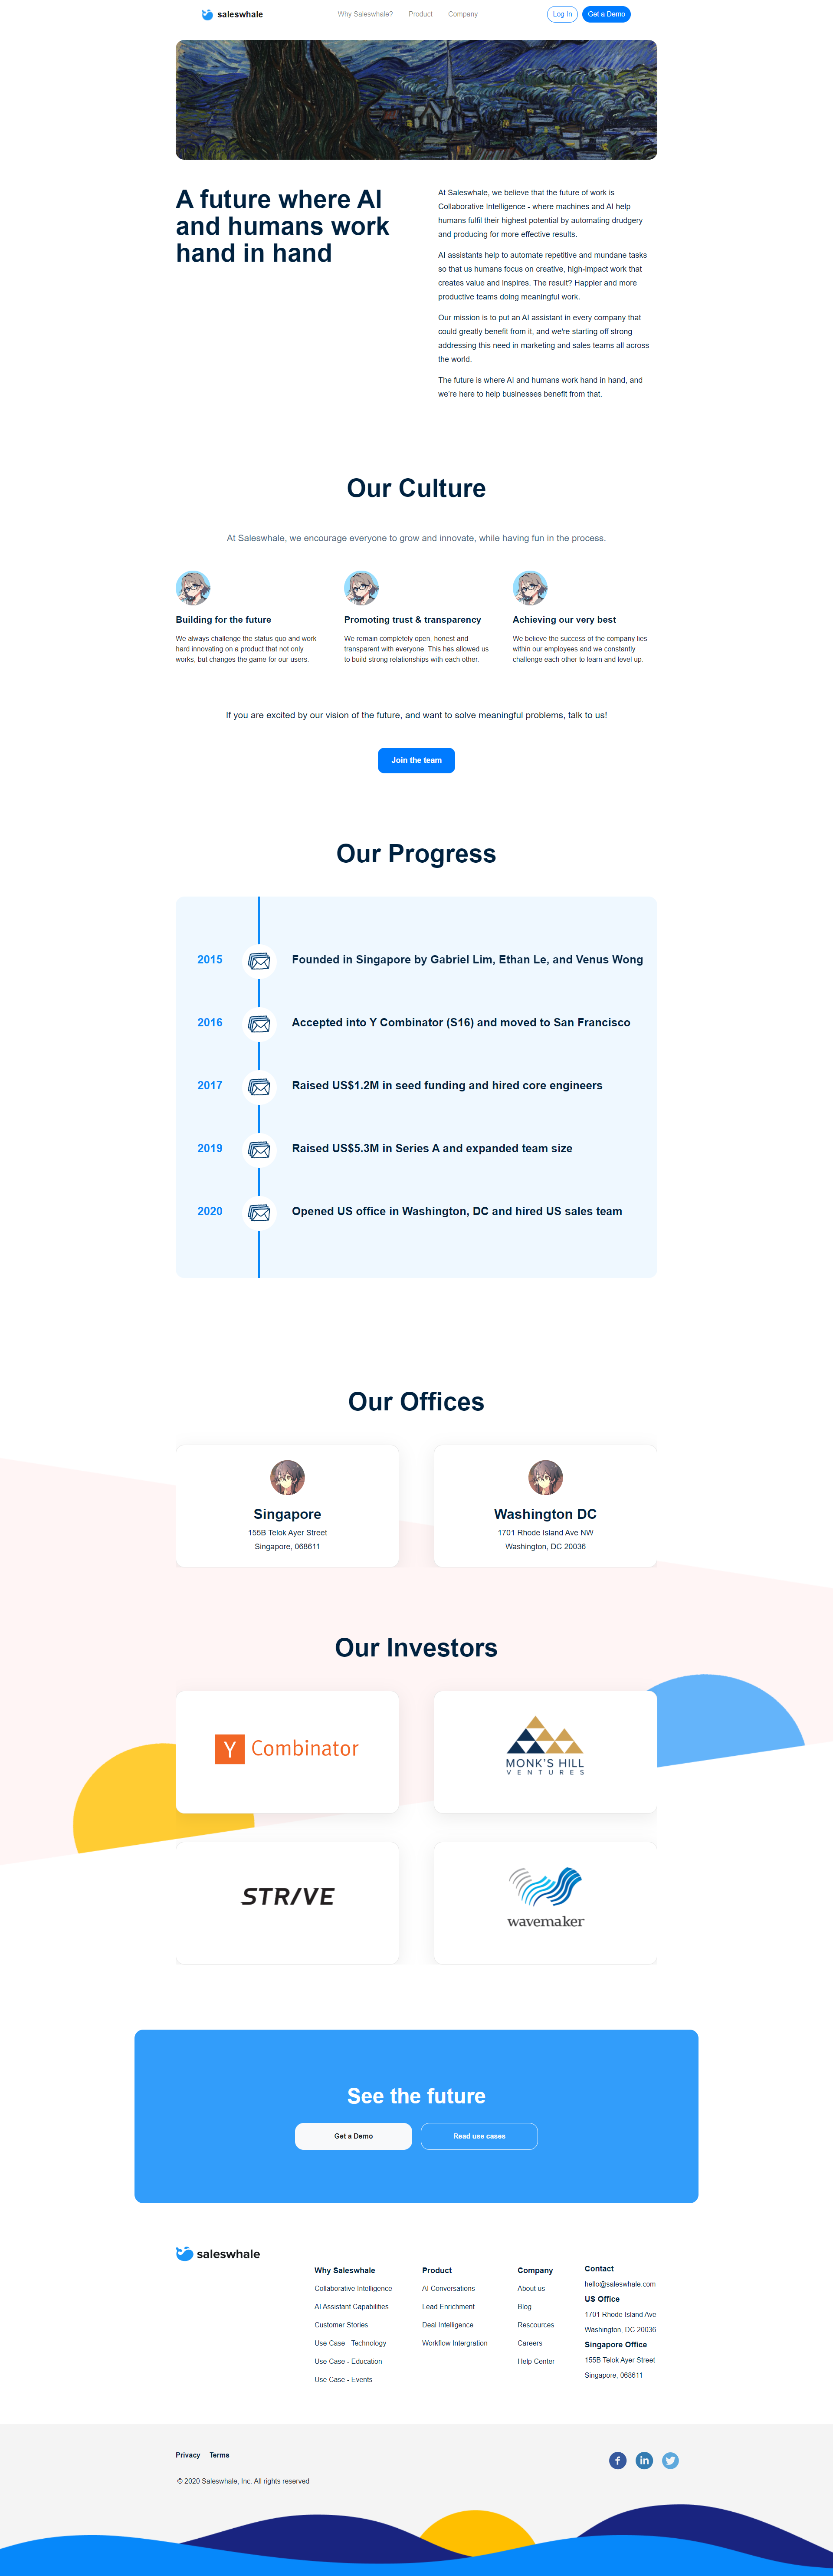 saleswhale
Why Saleswhale?
Product
Company
Log In
Get a Demo
A future where AI
and humans work
hand in hand
At Saleswhale, we believe that the future of work is
Collaborative Intelligence - where machines and AI help
humans fulfil their highest potential by automating drudgery
and producing for more effective results.
AI assistants help to automate repetitive and mundane tasks
so that us humans focus on creative, high-impact work that
creates value and inspires. The result? Happier and more
productive teams doing meaningful work.
Our mission is to put an AI assistant in every company that
could greatly benefit from it, and we're starting off strong
addressing this need in marketing and sales teams all across
the world.
The future is where AI and humans work hand in hand, and
we're here to help businesses benefit from that.
Our Culture
At Saleswhale, we encourage everyone to grow and innovate, while having fun in the process.
Building for the future
We always challenge the status quo and work
hard innovating on a product that not only
works, but changes the game for our users.
Promoting trust & transparency
We remain completely open, honest and
transparent with everyone. This has allowed us
to build strong relationships with each other.
Achieving our very best
We believe the success of the company lies
within our employees and we constantly
challenge each other to learn and level up.
If you are excited by our vision of the future, and want to solve meaningful problems, talk to us!
Join the team
Our Progress
2015 Founded in Singapore by Gabriel Lim, Ethan Le, and Venus Wong
2016 Accepted into Y Combinator (S16) and moved to San Francisco
2017 Raised US$1.2M in seed funding and hired core engineers
2019 Raised US$5.3M in Series A and expanded team size
2020 Opened US office in Washington, DC and hired US sales team
Our Offices
Singapore
155B Telok Ayer Street
Singapore, 068611
Washington DC
1701 Rhode Island Ave NW
Washington, DC 20036
Our Investors
Y Combinator
MONK'S HILL
VENTURES
STRIVE
wavemaker
See the future
Get a Demo
Read use cases
saleswhale
Why Saleswhale
Collaborative Intelligence
AI Assistant Capabilities
Customer Stories
Use Case - Technology
Use Case - Education
Use Case - Events
Product
AI Conversations
Lead Enrichment
Deal Intelligence
Workflow Intergration
Company
About us
Blog
Rescources
Careers
Help Center
Contact
hello@saleswhale.com
US Office
1701 Rhode Island Ave
Washington, DC 20036
Singapore Office
155B Telok Ayer Street
Singapore, 068611
Privacy
Terms
© 2020 Saleswhale, Inc. All rights reserved
f
in